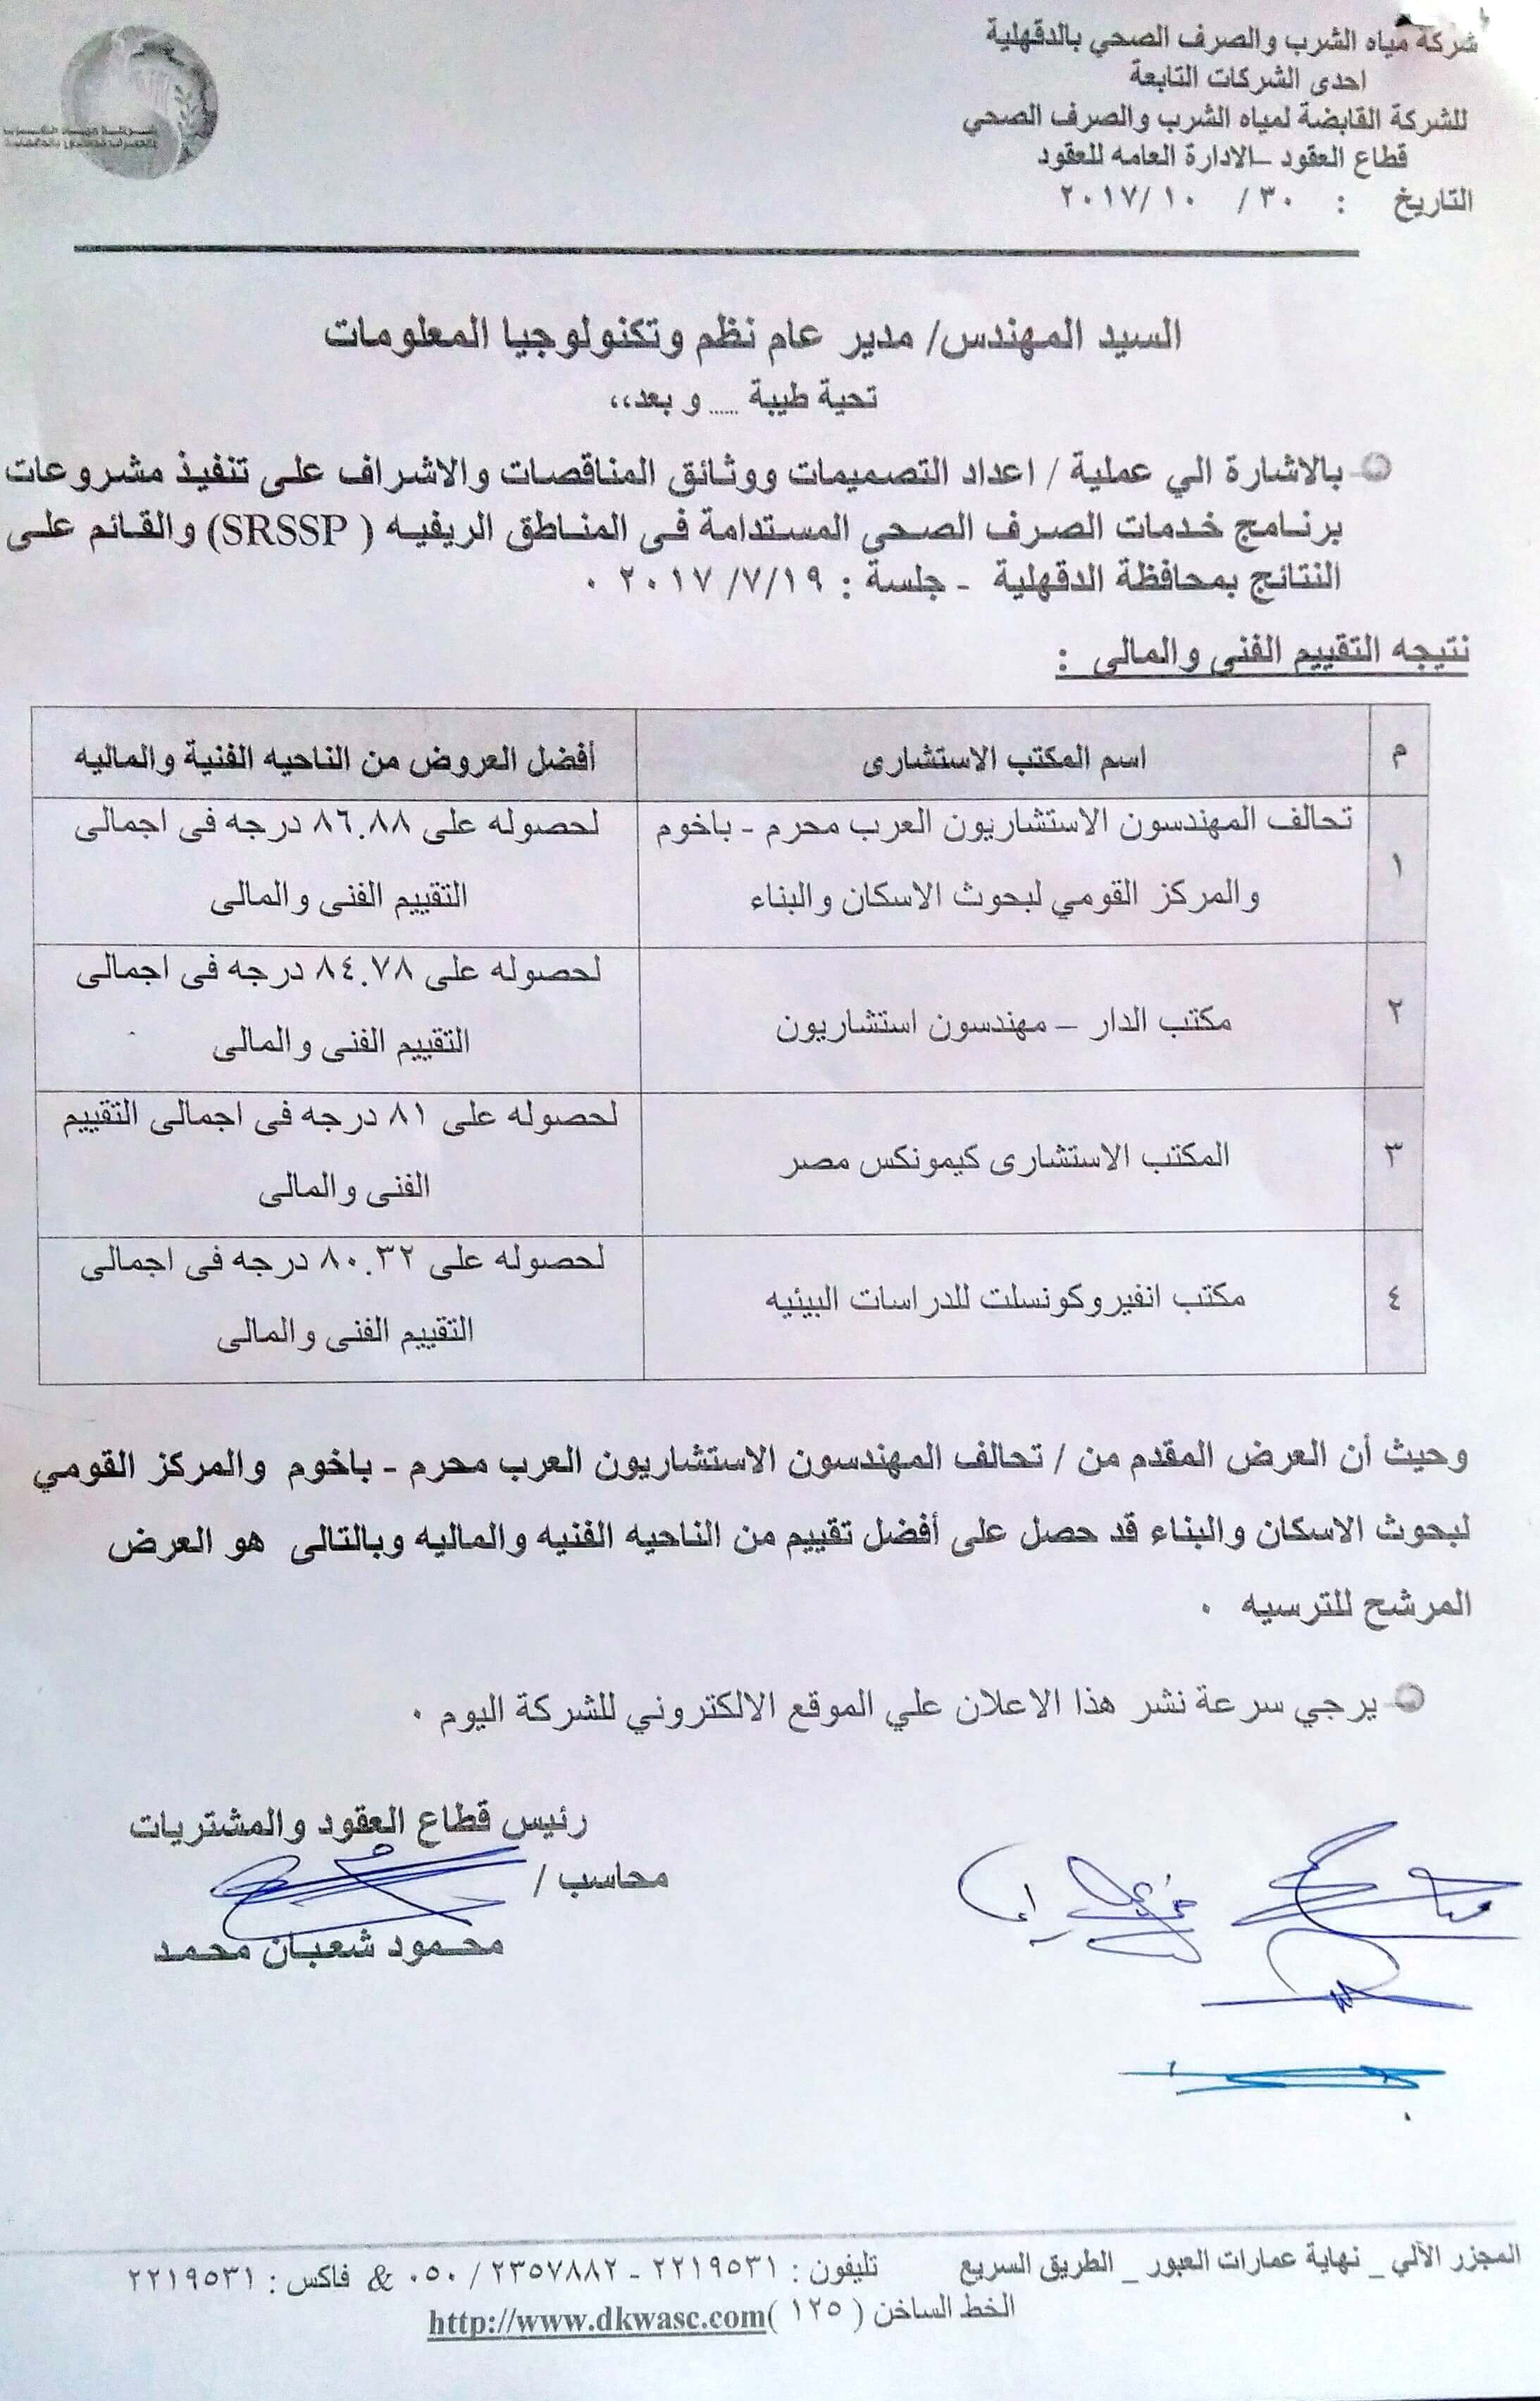 شركة مياه الشرب والصرف الصحي بالدقهلية
احدى الشركات التابعة
للشركة القابضة لمياه الشرب والصرف الصحي
قطاع العقود –الادارة العامه للعقود
التاريخ : ٣٠ / ١٠ /٢٠١٧
السيد المهندس/ مدير عام نظم وتكنولوجيا المعلومات
تحية طيبة ..... و بعد،،
بالاشارة الي عملية / اعداد التصميمات ووثائق المناقصات والاشراف على تنفيذ مشروعات
برنامج خدمات الصرف الصحي المستدامة فى المناطق الريفيه ( SRSSP) والقائم على
النتائج بمحافظة الدقهلية - جلسة : ٢٠١٧/٧/١٩ ٠
نتيجه التقييم الفنى والمالى :
م اسم المكتب الاستشارى أفضل العروض من الناحيه الفنية والماليه
١ تحالف المهندسون الاستشاريون العرب محرم - باخوم لحصوله على ٨٦.٨٨ درجه فى اجمالى
والمركز القومي لبحوث الاسكان والبناء التقييم الفنى والمالى
٢ مكتب الدار – مهندسون استشاريون لحصوله على ٨٤.٧٨ درجه فى اجمالى
التقييم الفنى والمالى
٣ المكتب الاستشارى كيمونكس مصر لحصوله على ٨١ درجه فى اجمالى التقييم
الفنى والمالى
٤ مكتب انفيروكونسلت للدراسات البيئيه لحصوله على ٨٠.٣٢ درجه فى اجمالى
التقييم الفنى والمالى
وحيث أن العرض المقدم من / تحالف المهندسون الاستشاريون العرب محرم - باخوم والمركز القومي
لبحوث الاسكان والبناء قد حصل على أفضل تقييم من الناحيه الفنيه والماليه وبالتالى هو العرض
المرشح للترسيه ٠
يرجي سرعة نشر هذا الاعلان علي الموقع الالكتروني للشركة اليوم ٠
رئيس قطاع العقود والمشتريات
محاسب /
محمود شعبان محمد
المجزر الآلي _ نهاية عمارات العبور _ الطريق السريع تليفون : ٢٢١٩٥٣١ - ٢٣٥٧٨٨٢ / ٠٥٠ & فاكس : ٢٢١٩٥٣١
الخط الساخن ( ١٢٥ )http://www.dkwasc.com